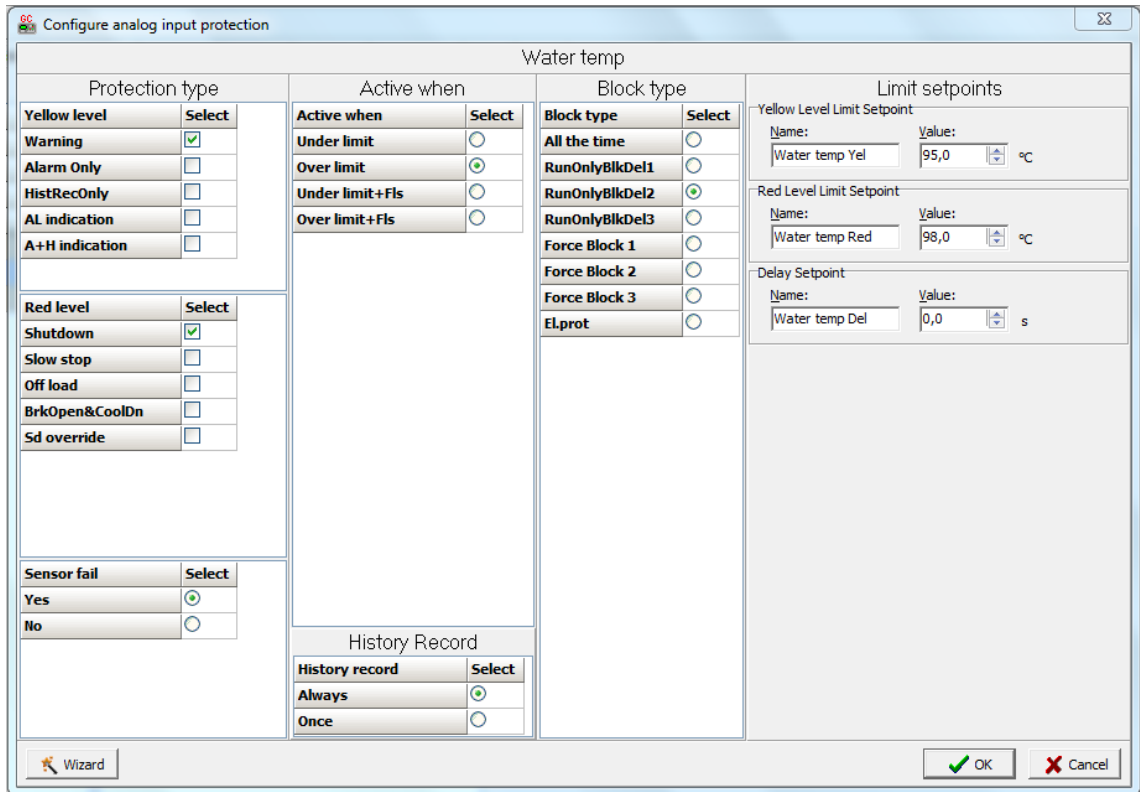 GC
Configure analog input protection
Water temp
Protection type
Yellow level Select
Warning
Alarm Only
HistRecOnly
AL indication
A+H indication
Red level Select
Shutdown
Slow stop
Off load
BrkOpen&CoolDn
Sd override
Sensor fail Select
Yes
No
Active when
Active when Select
Under limit
Over limit
Under limit+Fls
Over limit+Fls
History Record
History record Select
Always
Once
Block type
Block type Select
All the time
RunOnlyBlkDel1
RunOnlyBlkDel2
RunOnlyBlkDel3
Force Block 1
Force Block 2
Force Block 3
El.prot
Limit setpoints
Yellow Level Limit Setpoint
Name: Value:
Water temp Yel 95,0 ºC
Red Level Limit Setpoint
Name: Value:
Water temp Red 98,0 ºC
Delay Setpoint
Name: Value:
Water temp Del 0,0 s
Wizard
OK
Cancel